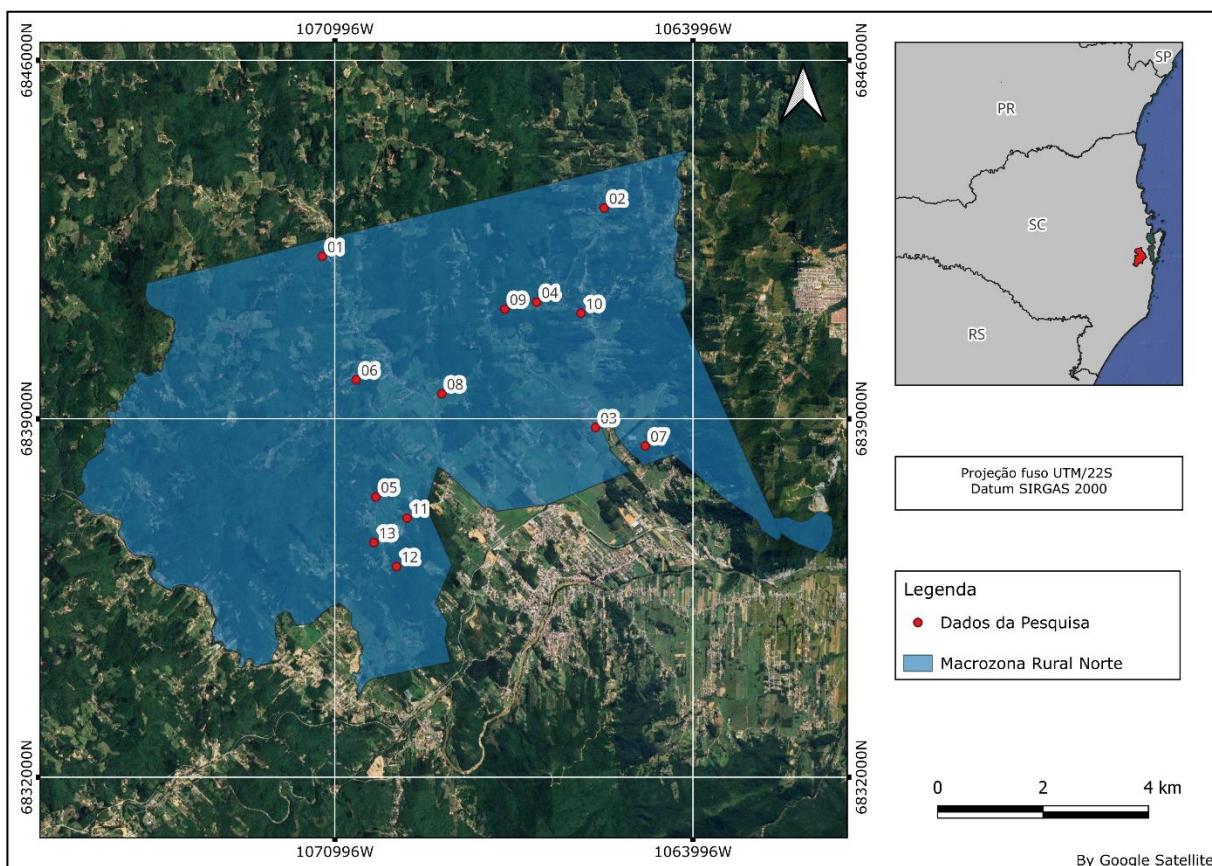 1070996W
1063996W
6846000N
6846000N
02
01
09
04
10
06
08
03
07
6839000N
6839000N
05
11
13
12
6832000N
6832000N
1070996W
1063996W
SP
PR
SC
RS
Projeção fuso UTM/22S
Datum SIRGAS 2000
Legenda
Dados da Pesquisa
Macrozona Rural Norte
0 2 4 km
By Google Satellite